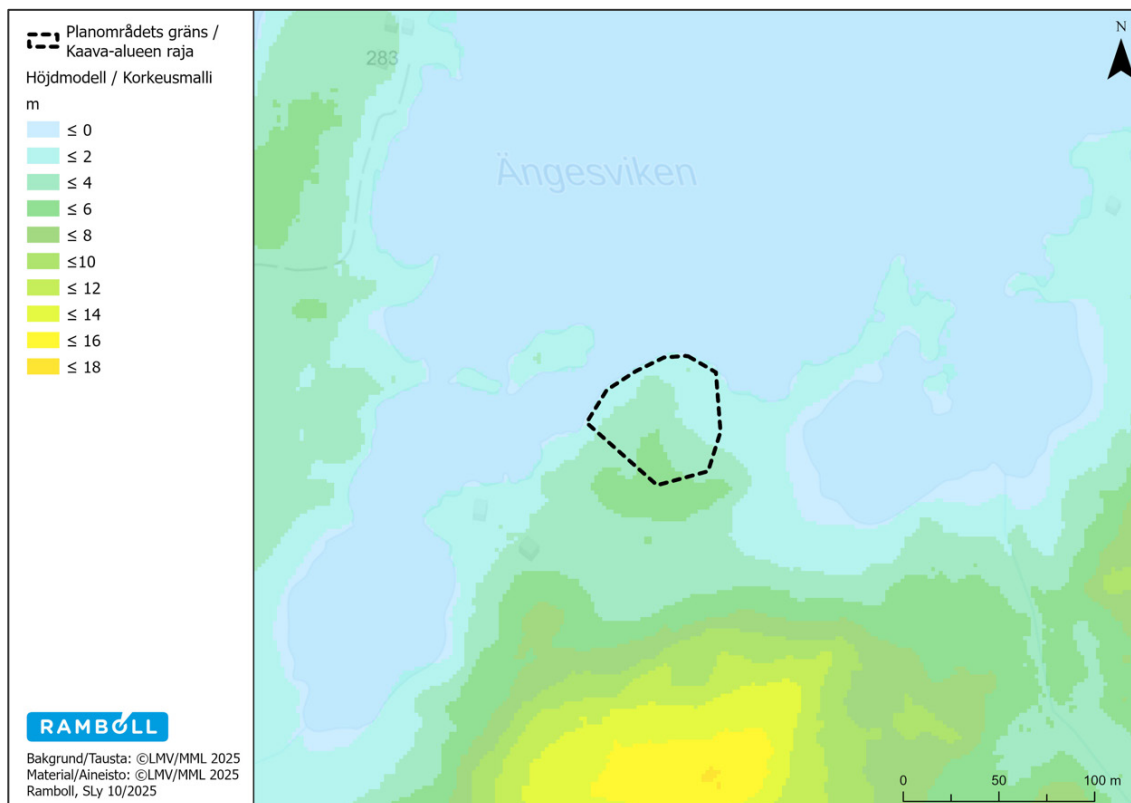 Planområdets gräns /
Kaava-alueen raja
Höjdmodell / Korkeusmalli
m
≤ 0
≤ 2
≤ 4
≤ 6
≤ 8
≤10
≤ 12
≤ 14
≤ 16
≤ 18
RAMBOLL
Bakgrund/Tausta: ©LMV/MML 2025
Material/Aineisto: ©LMV/MML 2025
Ramboll, SLy 10/2025
283
Ängesviken
N
0 50 100 m